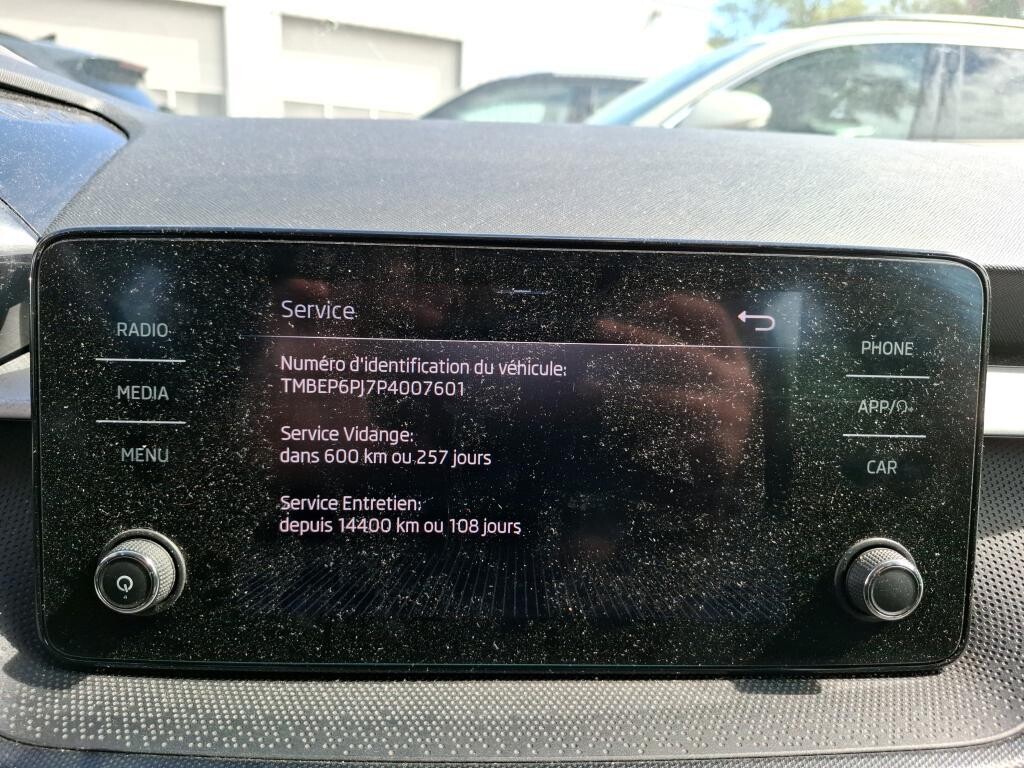 Service
RADIO
MEDIA
MENU
Numéro d'identification du véhicule:
TMBEP6PJ7P4007601
Service Vidange:
dans 600 km ou 257 jours
Service Entretien:
depuis 14400 km ou 108 jours
PHONE
APP/
CAR